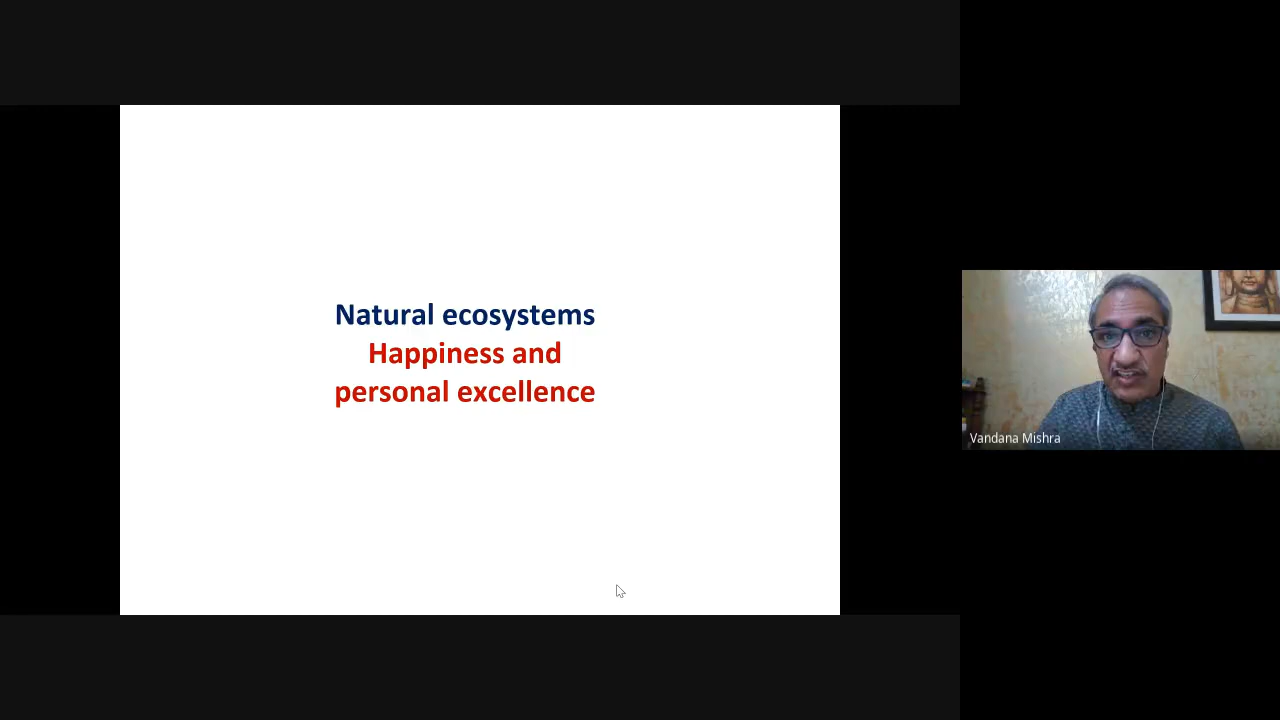 Natural ecosystems
Happiness and
personal excellence
Vandana Mishra